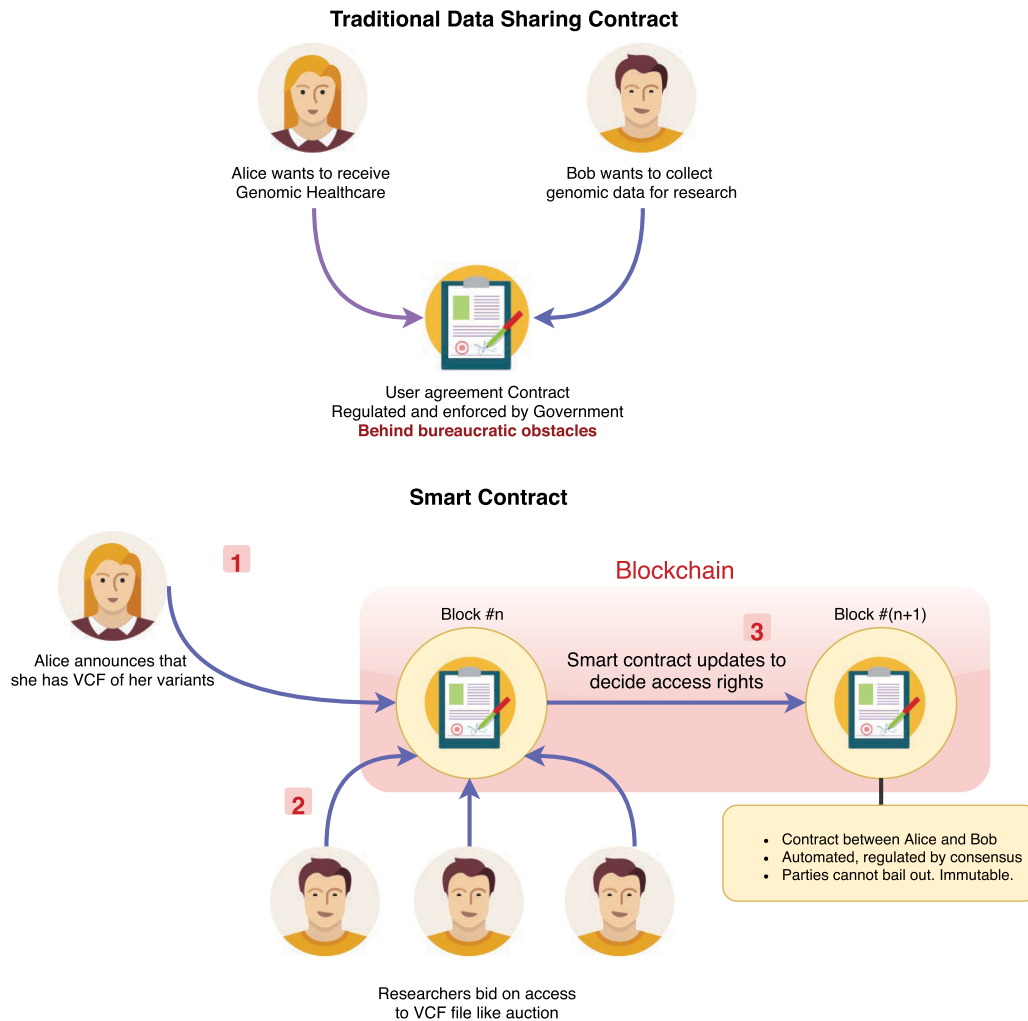 Traditional Data Sharing Contract
Alice wants to receive
Genomic Healthcare
Bob wants to collect
genomic data for research
User agreement Contract
Regulated and enforced by Government
Behind bureaucratic obstacles
Smart Contract
1
Alice announces that
she has VCF of her variants
Blockchain
Block #n
3
Block #(n+1)
Smart contract updates to
decide access rights
2
• Contract between Alice and Bob
• Automated, regulated by consensus
• Parties cannot bail out. Immutable.
Researchers bid on access
to VCF file like auction